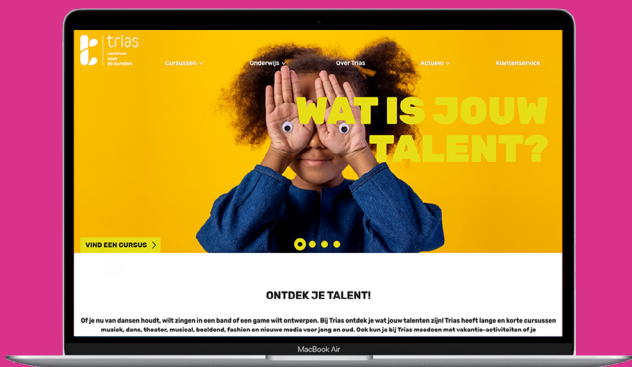 trias
centrum
voor
de kunsten
Cursussen
Onderwijs
Over Trias
Actueel
Klantenservice
WAT IS JOUW
TALENT?
VIND EEN CURSUS
ONTDEK JE TALENT!
Of je nu van dansen houdt, wilt zingen in een band of een game wilt ontwerpen. Bij Trias ontdek je wat jouw talenten zijn! Trias heeft lange en korte cursussen
muziek, dans, theater, musical, beeldend, fashion en nieuwe media voor jong en oud. Ook kun je bij Trias meedoen met vakantie-activiteiten of je
MacBook Air